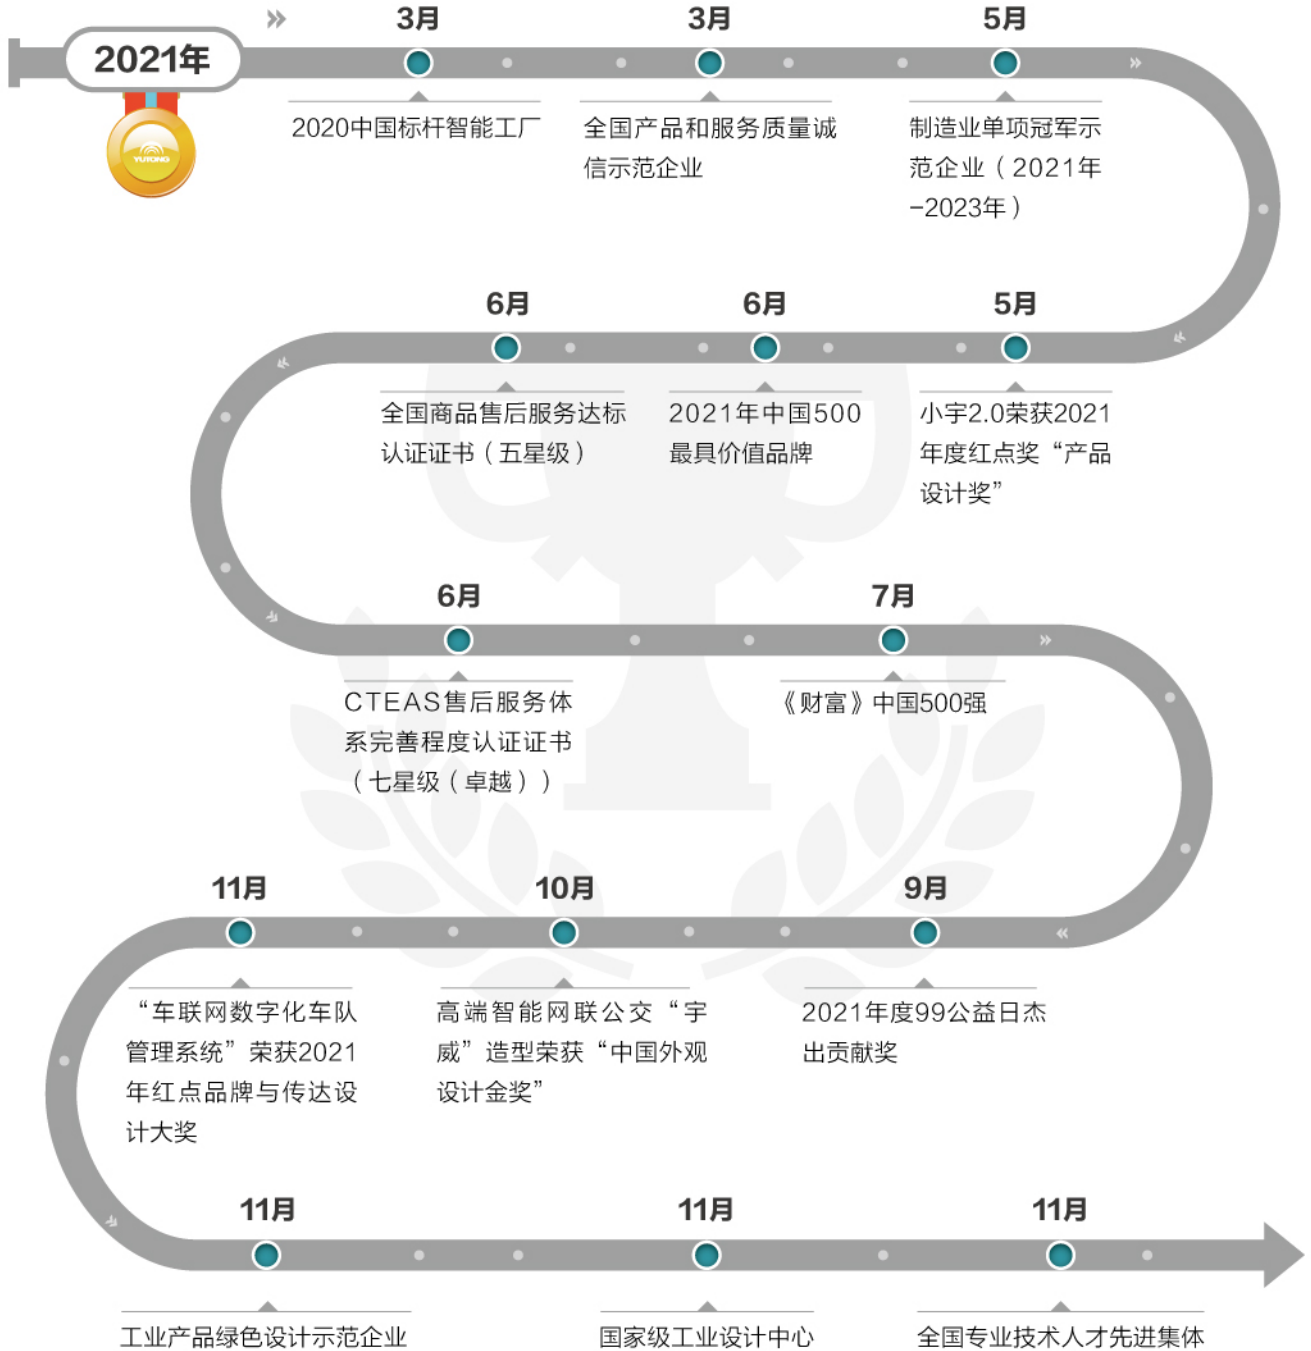 2021年
YUTONG
3月
2020中国标杆智能工厂
3月
全国产品和服务质量诚
信示范企业
5月
制造业单项冠军示
范企业（2021年
-2023年）
5月
小宇2.0荣获2021
年度红点奖“产品
设计奖”
6月
2021年中国500
最具价值品牌
6月
全国商品售后服务达标
认证证书（五星级）
6月
CTEAS售后服务体
系完善程度认证证书
（七星级（卓越））
7月
《财富》中国500强
9月
2021年度99公益日杰
出贡献奖
10月
高端智能网联公交“宇
威”造型荣获“中国外观
设计金奖”
11月
“车联网数字化车队
管理系统”荣获2021
年红点品牌与传达设
计大奖
11月
工业产品绿色设计示范企业
11月
国家级工业设计中心
11月
全国专业技术人才先进集体